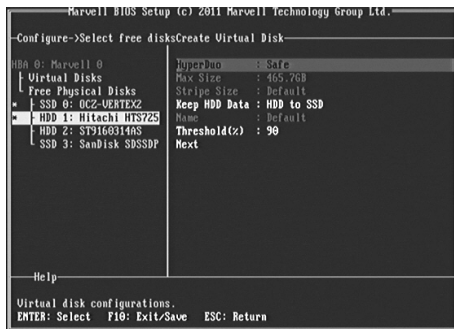 Marvell BIOS Setup (c) 2011 Marvell Technology Group Ltd.
Configure->Select free disksCreate Virtual Disk
HBA 0: Marvell 0
Virtual Disks
Free Physical Disks
* SSD 0: OCZ-VERTEX2
* HDD 1: Hitachi HTS725
HDD 2: ST9160314AS
SSD 3: SanDisk SDSSDP
HyperDuo : Safe
Max Size : 465.7GB
Stripe Size : Default
Keep HDD Data : HDD to SSD
Name : Default
Threshold(%) : 90
Next
Help
Virtual disk configurations.
ENTER: Select F10: Exit/Save ESC: Return